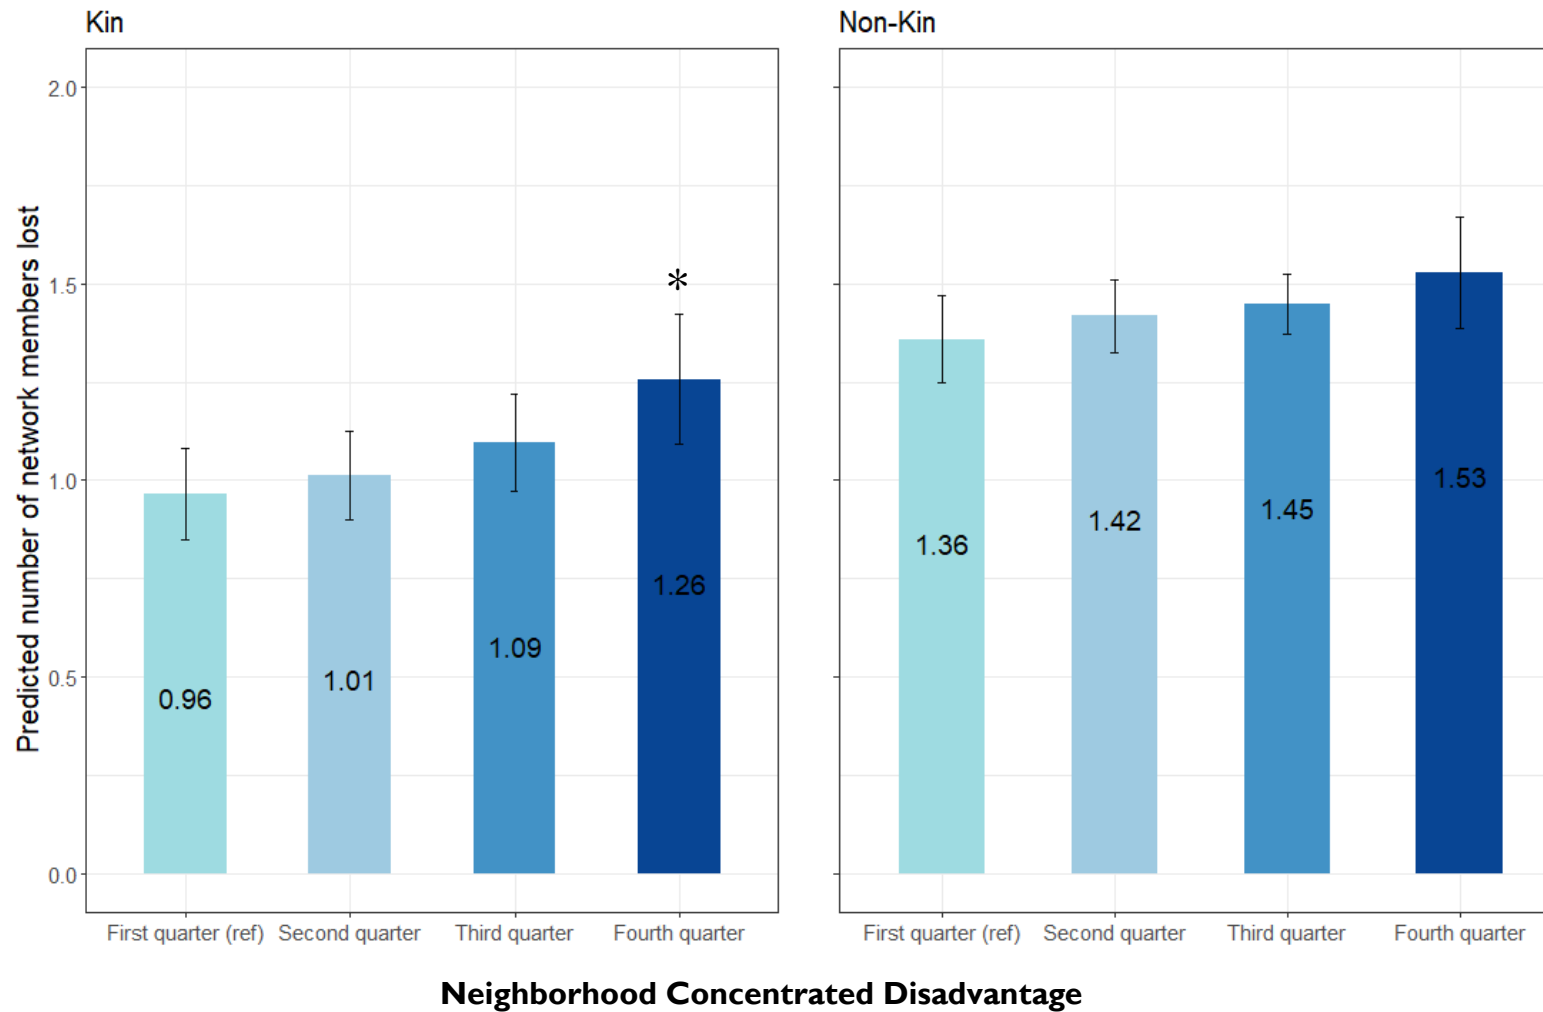 Kin
Non-Kin
Predicted number of network members lost
2.0
1.5
1.0
0.5
0.0
*
0.96
1.01
1.09
1.26
1.36
1.42
1.45
1.53
First quarter (ref) Second quarter Third quarter Fourth quarter
First quarter (ref) Second quarter Third quarter Fourth quarter
Neighborhood Concentrated Disadvantage